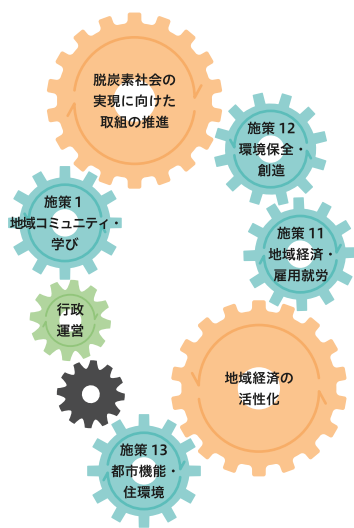 脱炭素社会の
実現に向けた
取組の推進
施策 12
環境保全・
創造
施策 1
地域コミュニティ・
学び
施策 11
地域経済・
雇用就労
行政
運営
地域経済の
活性化
施策 13
都市機能・
住環境